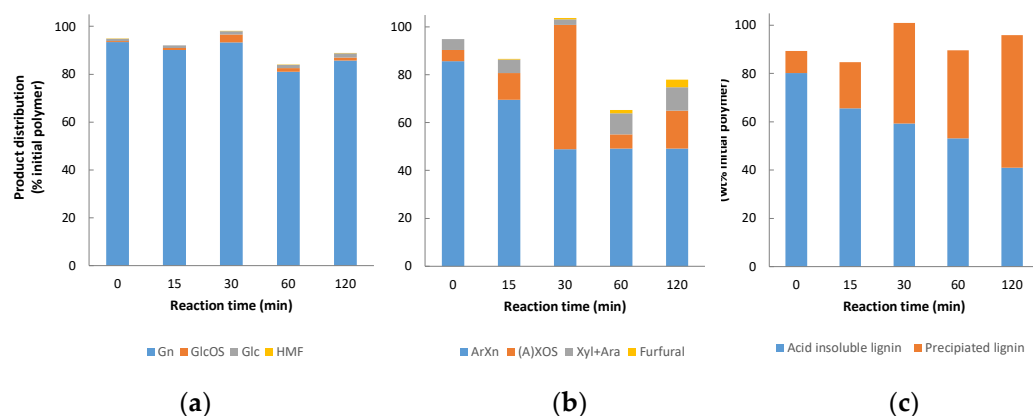 Product distribution
(% initial polymer)
100
80
60
40
20
0
0 15 30 60 120
Reaction time (min)
Gn GlcOS Glc HMF
(a)
100
80
60
40
20
0
0 15 30 60 120
Reaction time (min)
ArXn (A)XOS Xyl+Ara Furfural
(b)
(wt% initial polymer)
100
80
60
40
20
0
0 15 30 60 120
Reaction time (min)
Acid insoluble lignin Precipiated lignin
(c)